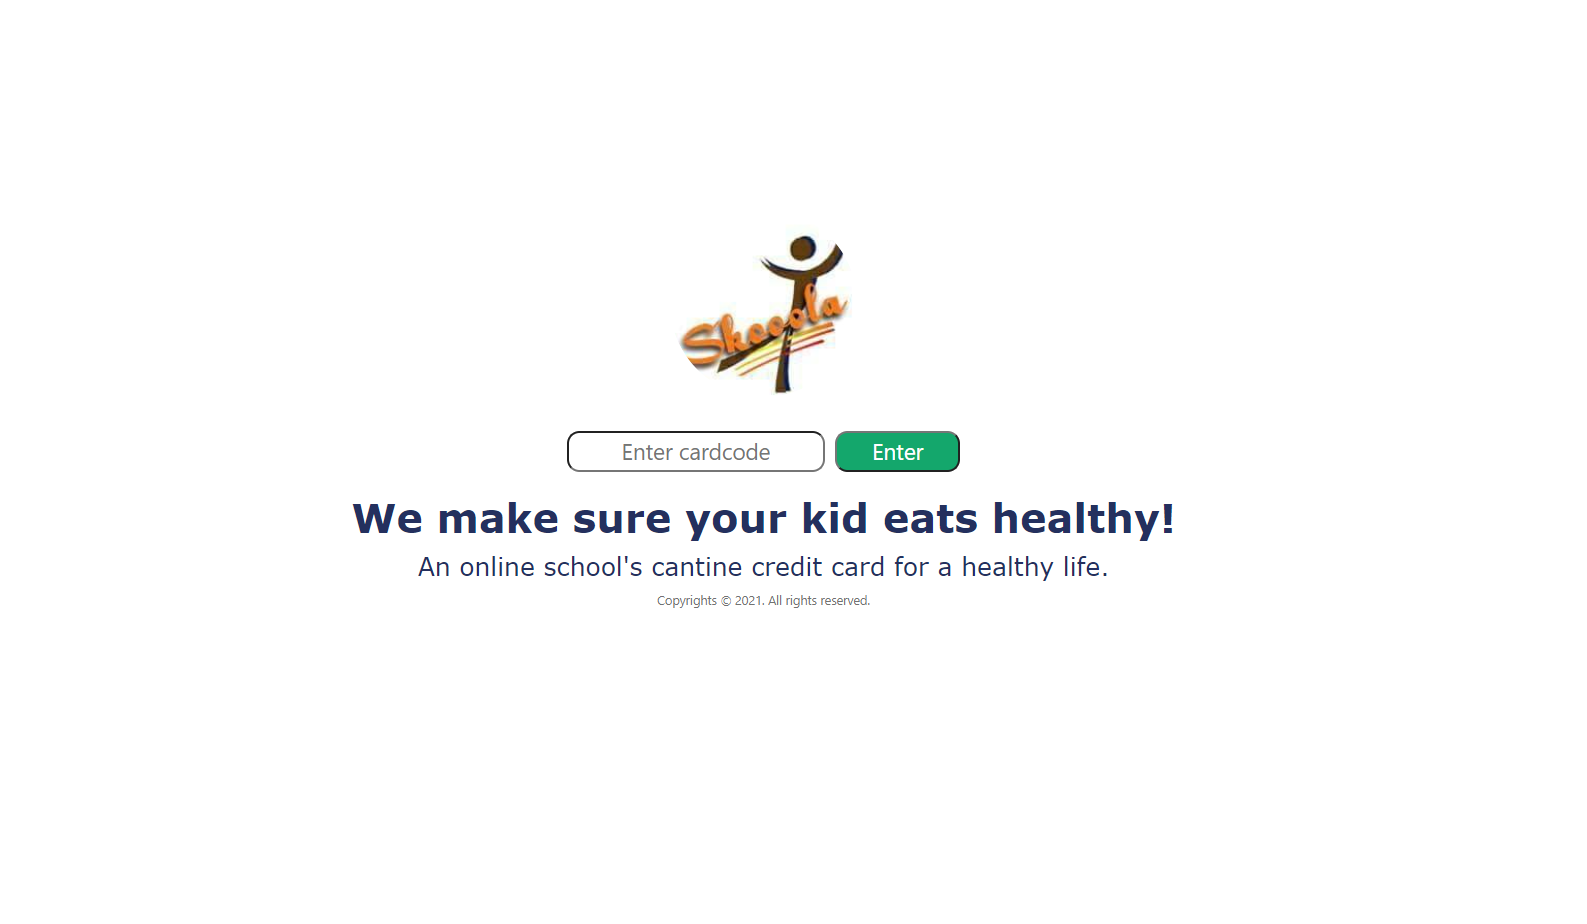 Skooola
Enter cardcode
Enter
We make sure your kid eats healthy!
An online school's cantine credit card for a healthy life.
Copyrights © 2021. All rights reserved.